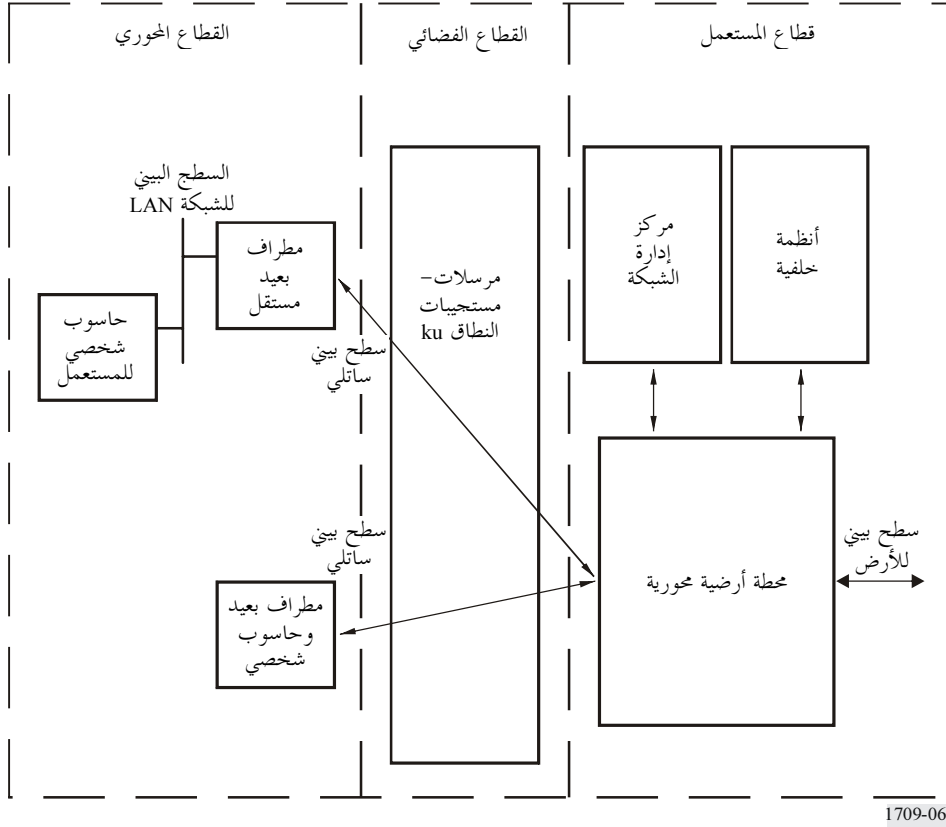 قطاع المستعمل
القطاع الفضائي
القطاع المحوري
أنظمة
خلفية
مركز
إدارة
الشبكة
مرسلات–
مستجيبات
النطاق ku
السطج البيني
للشبكة LAN
مطراف
بعيد
مستقل
حاسوب
شخصي
للمستعمل
سطح بيني
ساتلي
سطح بيني
للأرض
محطة أرضية محورية
سطح بيني
ساتلي
مطراف بعيد
وحاسوب
شخصي
1709-06